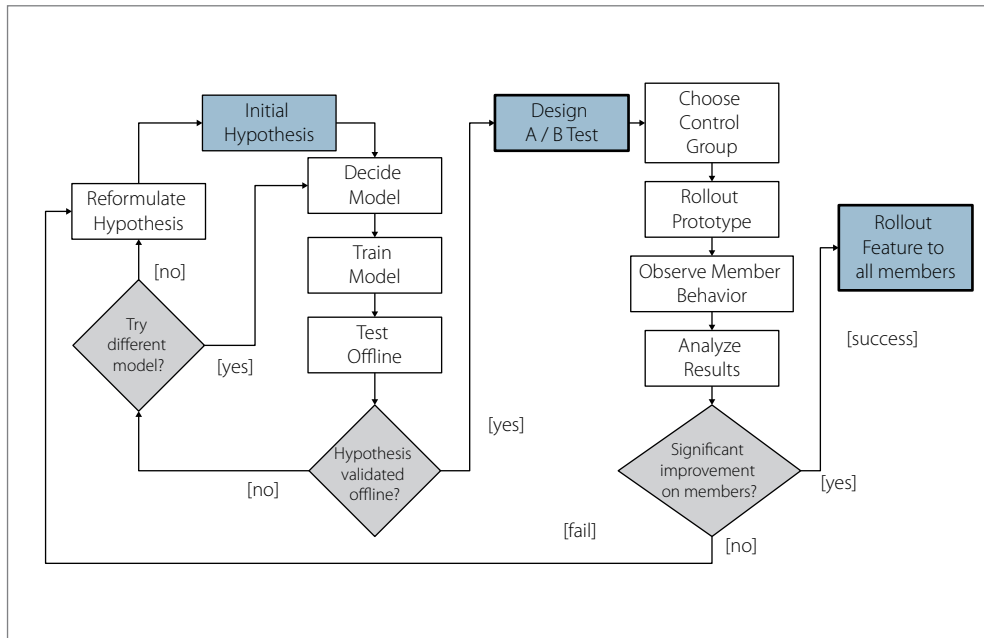 Initial
Hypothesis
Design
A / B Test
Choose
Control
Group
Reformulate
Hypothesis
Decide
Model
Rollout
Prototype
Rollout
Feature to
all members
Train
Model
Observe Member
Behavior
[no]
Try
different
model?
[yes]
Test
Offline
Analyze
Results
[success]
Hypothesis
validated
offline?
[no]
[yes]
Significant
improvement
on members?
[yes]
[fail]
[no]